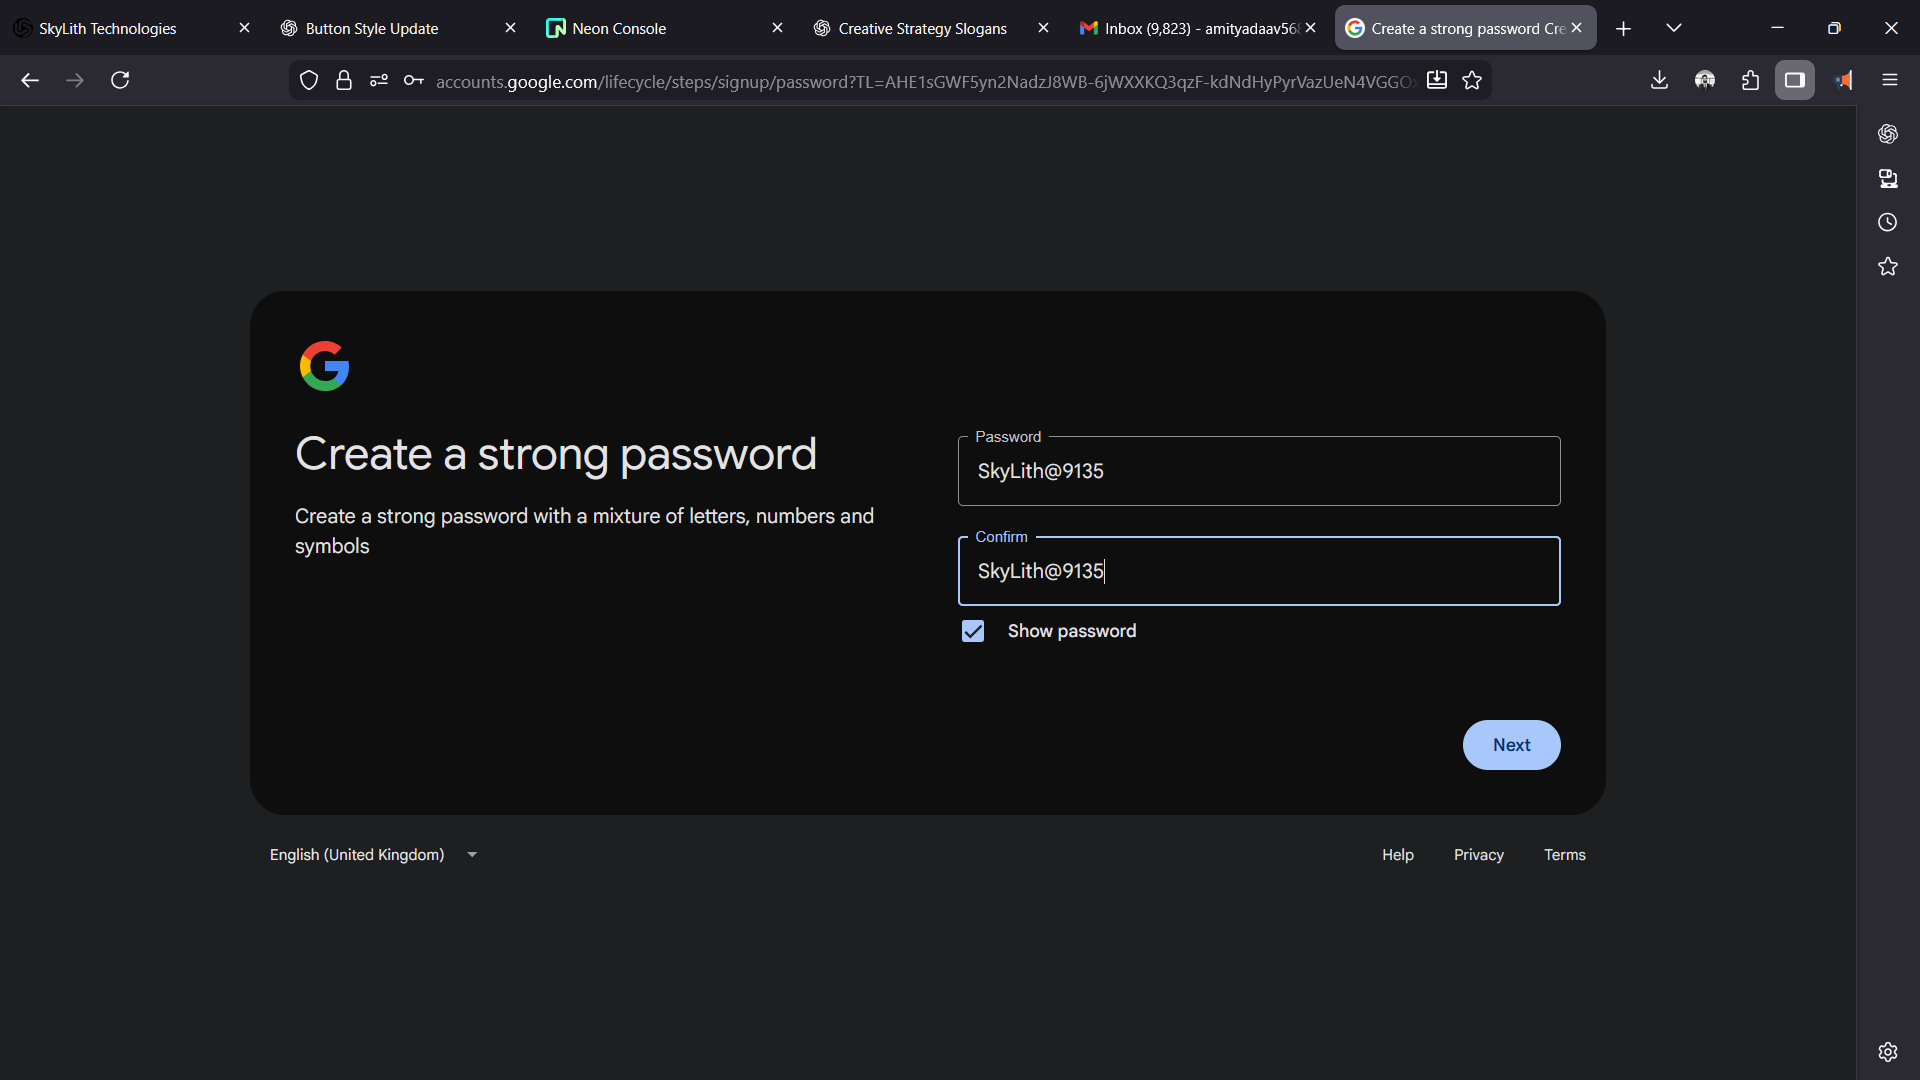 SkyLith Technologies
Button Style Update
Neon Console
Creative Strategy Slogans
Inbox (9,823) - amityadaav56
Create a strong password Cre
accounts.google.com/lifecycle/steps/signup/password?TL=AHE1sGWF5yn2NadzJ8WB-6jWXXKQ3qzF-kdNdHyPyrVazUeN4VGGO
Create a strong password
Create a strong password with a mixture of letters, numbers and
symbols
Password
SkyLith@9135
Confirm
SkyLith@9135
Show password
Next
English (United Kingdom)
Help
Privacy
Terms